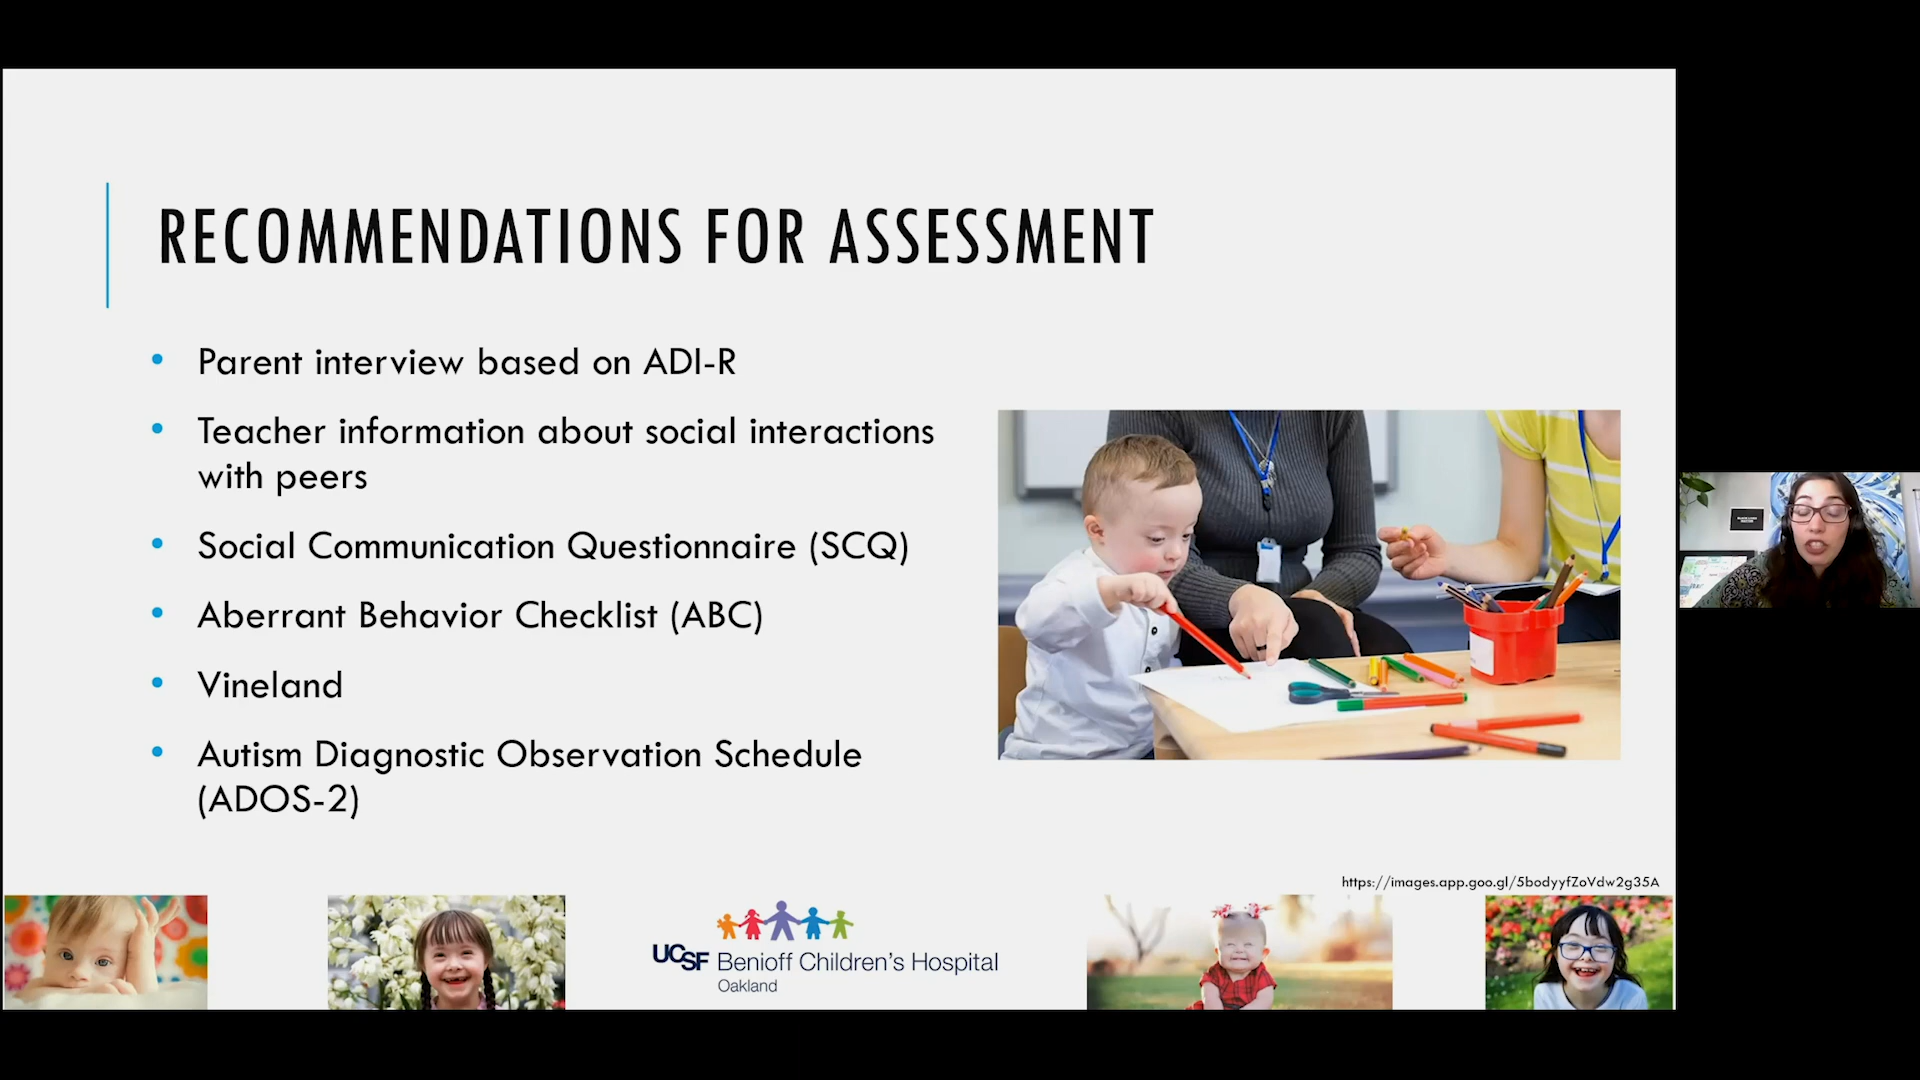 RECOMMENDATIONS FOR ASSESSMENT
• Parent interview based on ADI-R
• Teacher information about social interactions
with peers
• Social Communication Questionnaire (SCQ)
• Aberrant Behavior Checklist (ABC)
• Vineland
• Autism Diagnostic Observation Schedule
(ADOS-2)
https://images.app.goo.gl/5bodyyfZoVdw2g35A
UCSF Benioff Children's Hospital
Oakland